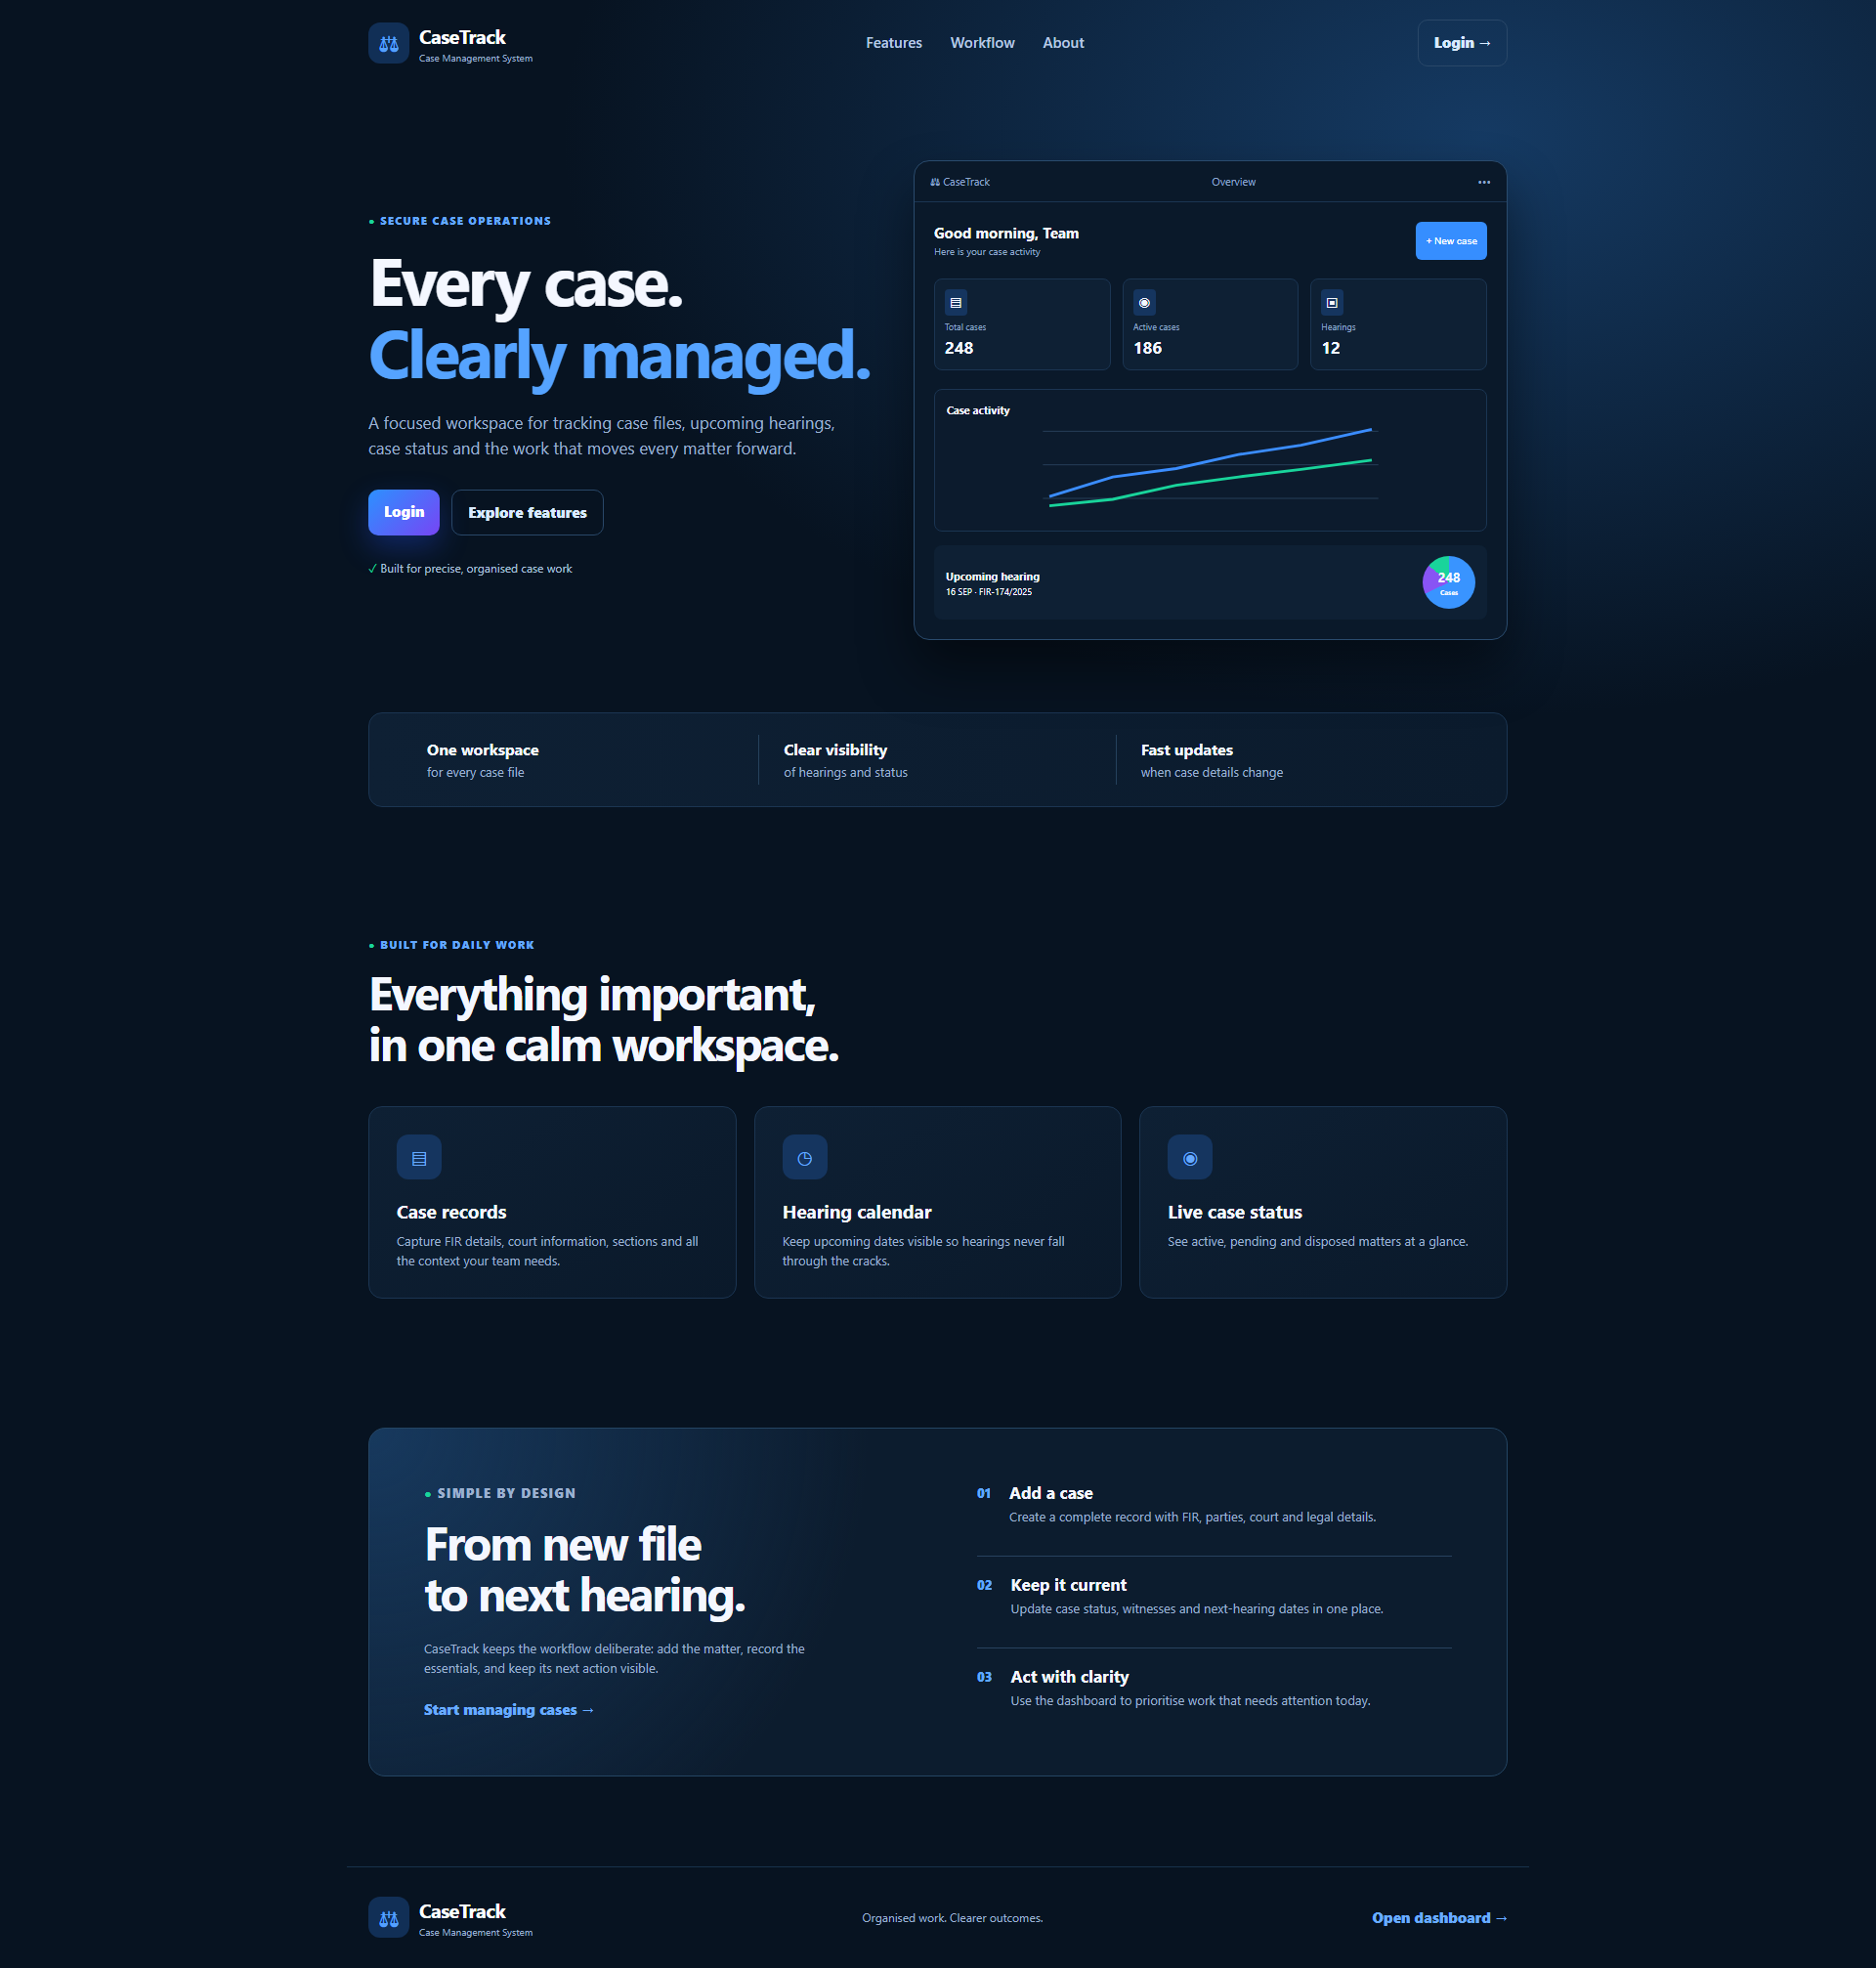 CaseTrack
Case Management System
Features
Workflow
About
Login →
• SECURE CASE OPERATIONS
Every case.
Clearly managed.
A focused workspace for tracking case files, upcoming hearings,
case status and the work that moves every matter forward.
Login
Explore features
✓ Built for precise, organised case work
CaseTrack
Overview
•••
Good morning, Team
Here is your case activity
+ New case
Total cases
248
Active cases
186
Hearings
12
Case activity
Upcoming hearing
16 SEP · FIR-174/2025
248
Cases
One workspace
for every case file
Clear visibility
of hearings and status
Fast updates
when case details change
• BUILT FOR DAILY WORK
Everything important,
in one calm workspace.
Case records
Capture FIR details, court information, sections and all
the context your team needs.
Hearing calendar
Keep upcoming dates visible so hearings never fall
through the cracks.
Live case status
See active, pending and disposed matters at a glance.
• SIMPLE BY DESIGN
From new file
to next hearing.
CaseTrack keeps the workflow deliberate: add the matter, record the
essentials, and keep its next action visible.
Start managing cases →
01 Add a case
Create a complete record with FIR, parties, court and legal details.
02 Keep it current
Update case status, witnesses and next-hearing dates in one place.
03 Act with clarity
Use the dashboard to prioritise work that needs attention today.
CaseTrack
Case Management System
Organised work. Clearer outcomes.
Open dashboard →